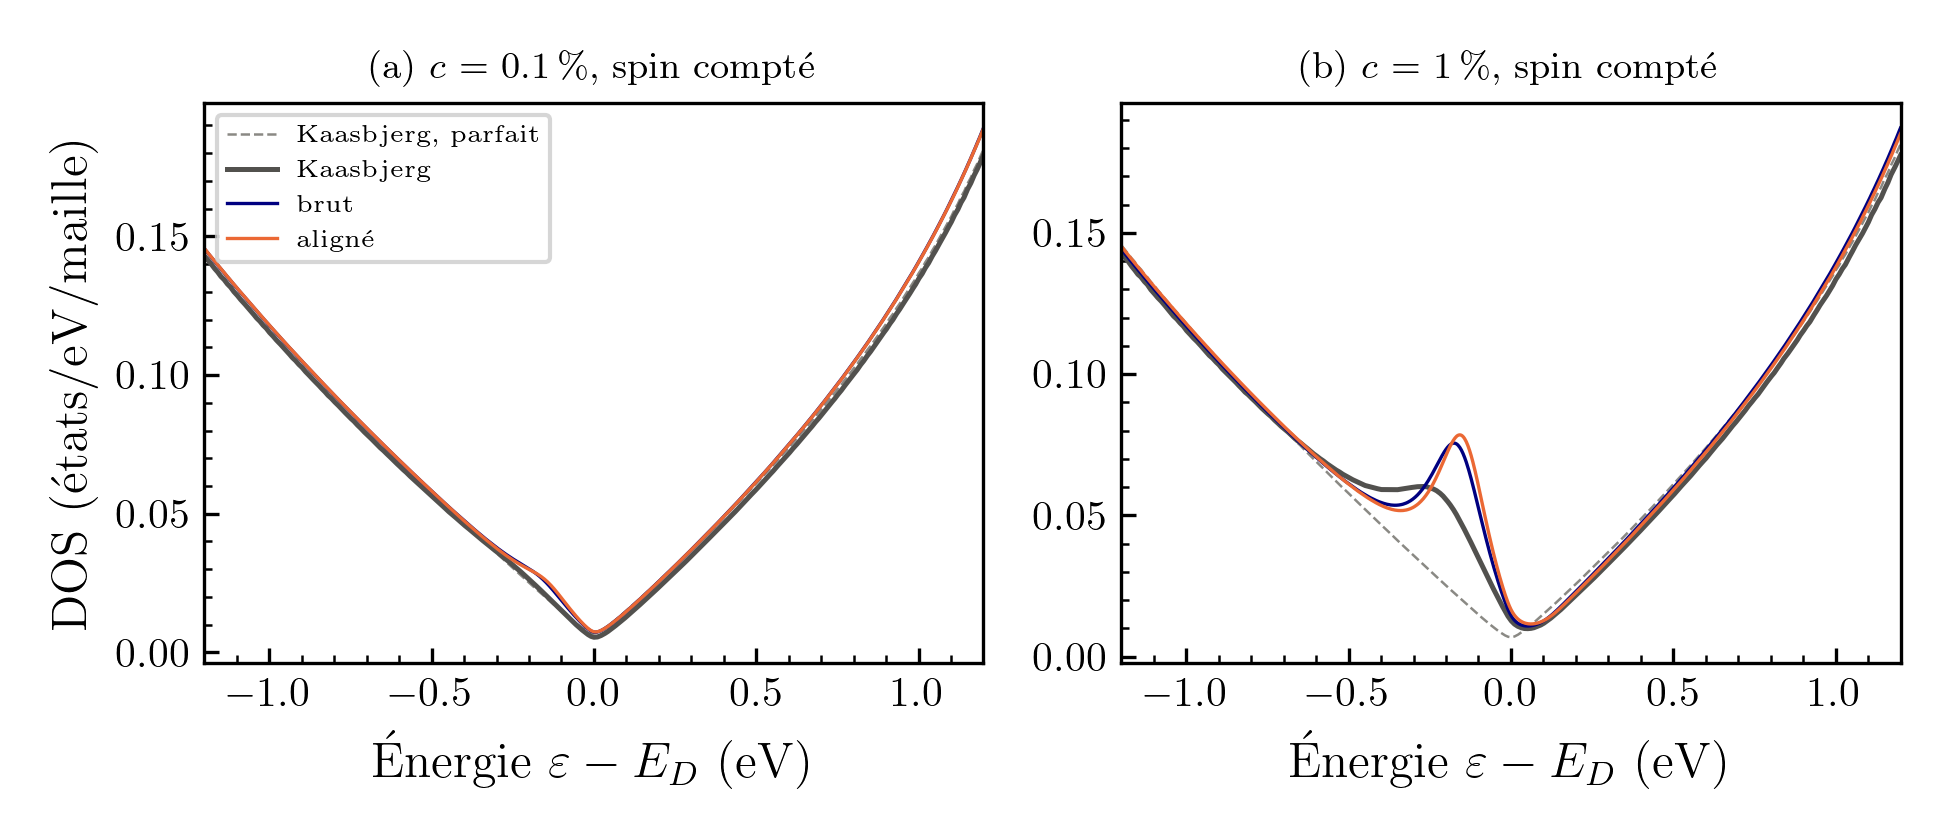 (a) c = 0.1 %, spin compté
Kaasbjerg, parfait
Kaasbjerg
brut
aligné
DOS (états/eV/maille)
0.15
0.10
0.05
0.00
−1.0 −0.5 0.0 0.5 1.0
Énergie ε − E_D (eV)
(b) c = 1 %, spin compté
0.15
0.10
0.05
0.00
−1.0 −0.5 0.0 0.5 1.0
Énergie ε − E_D (eV)